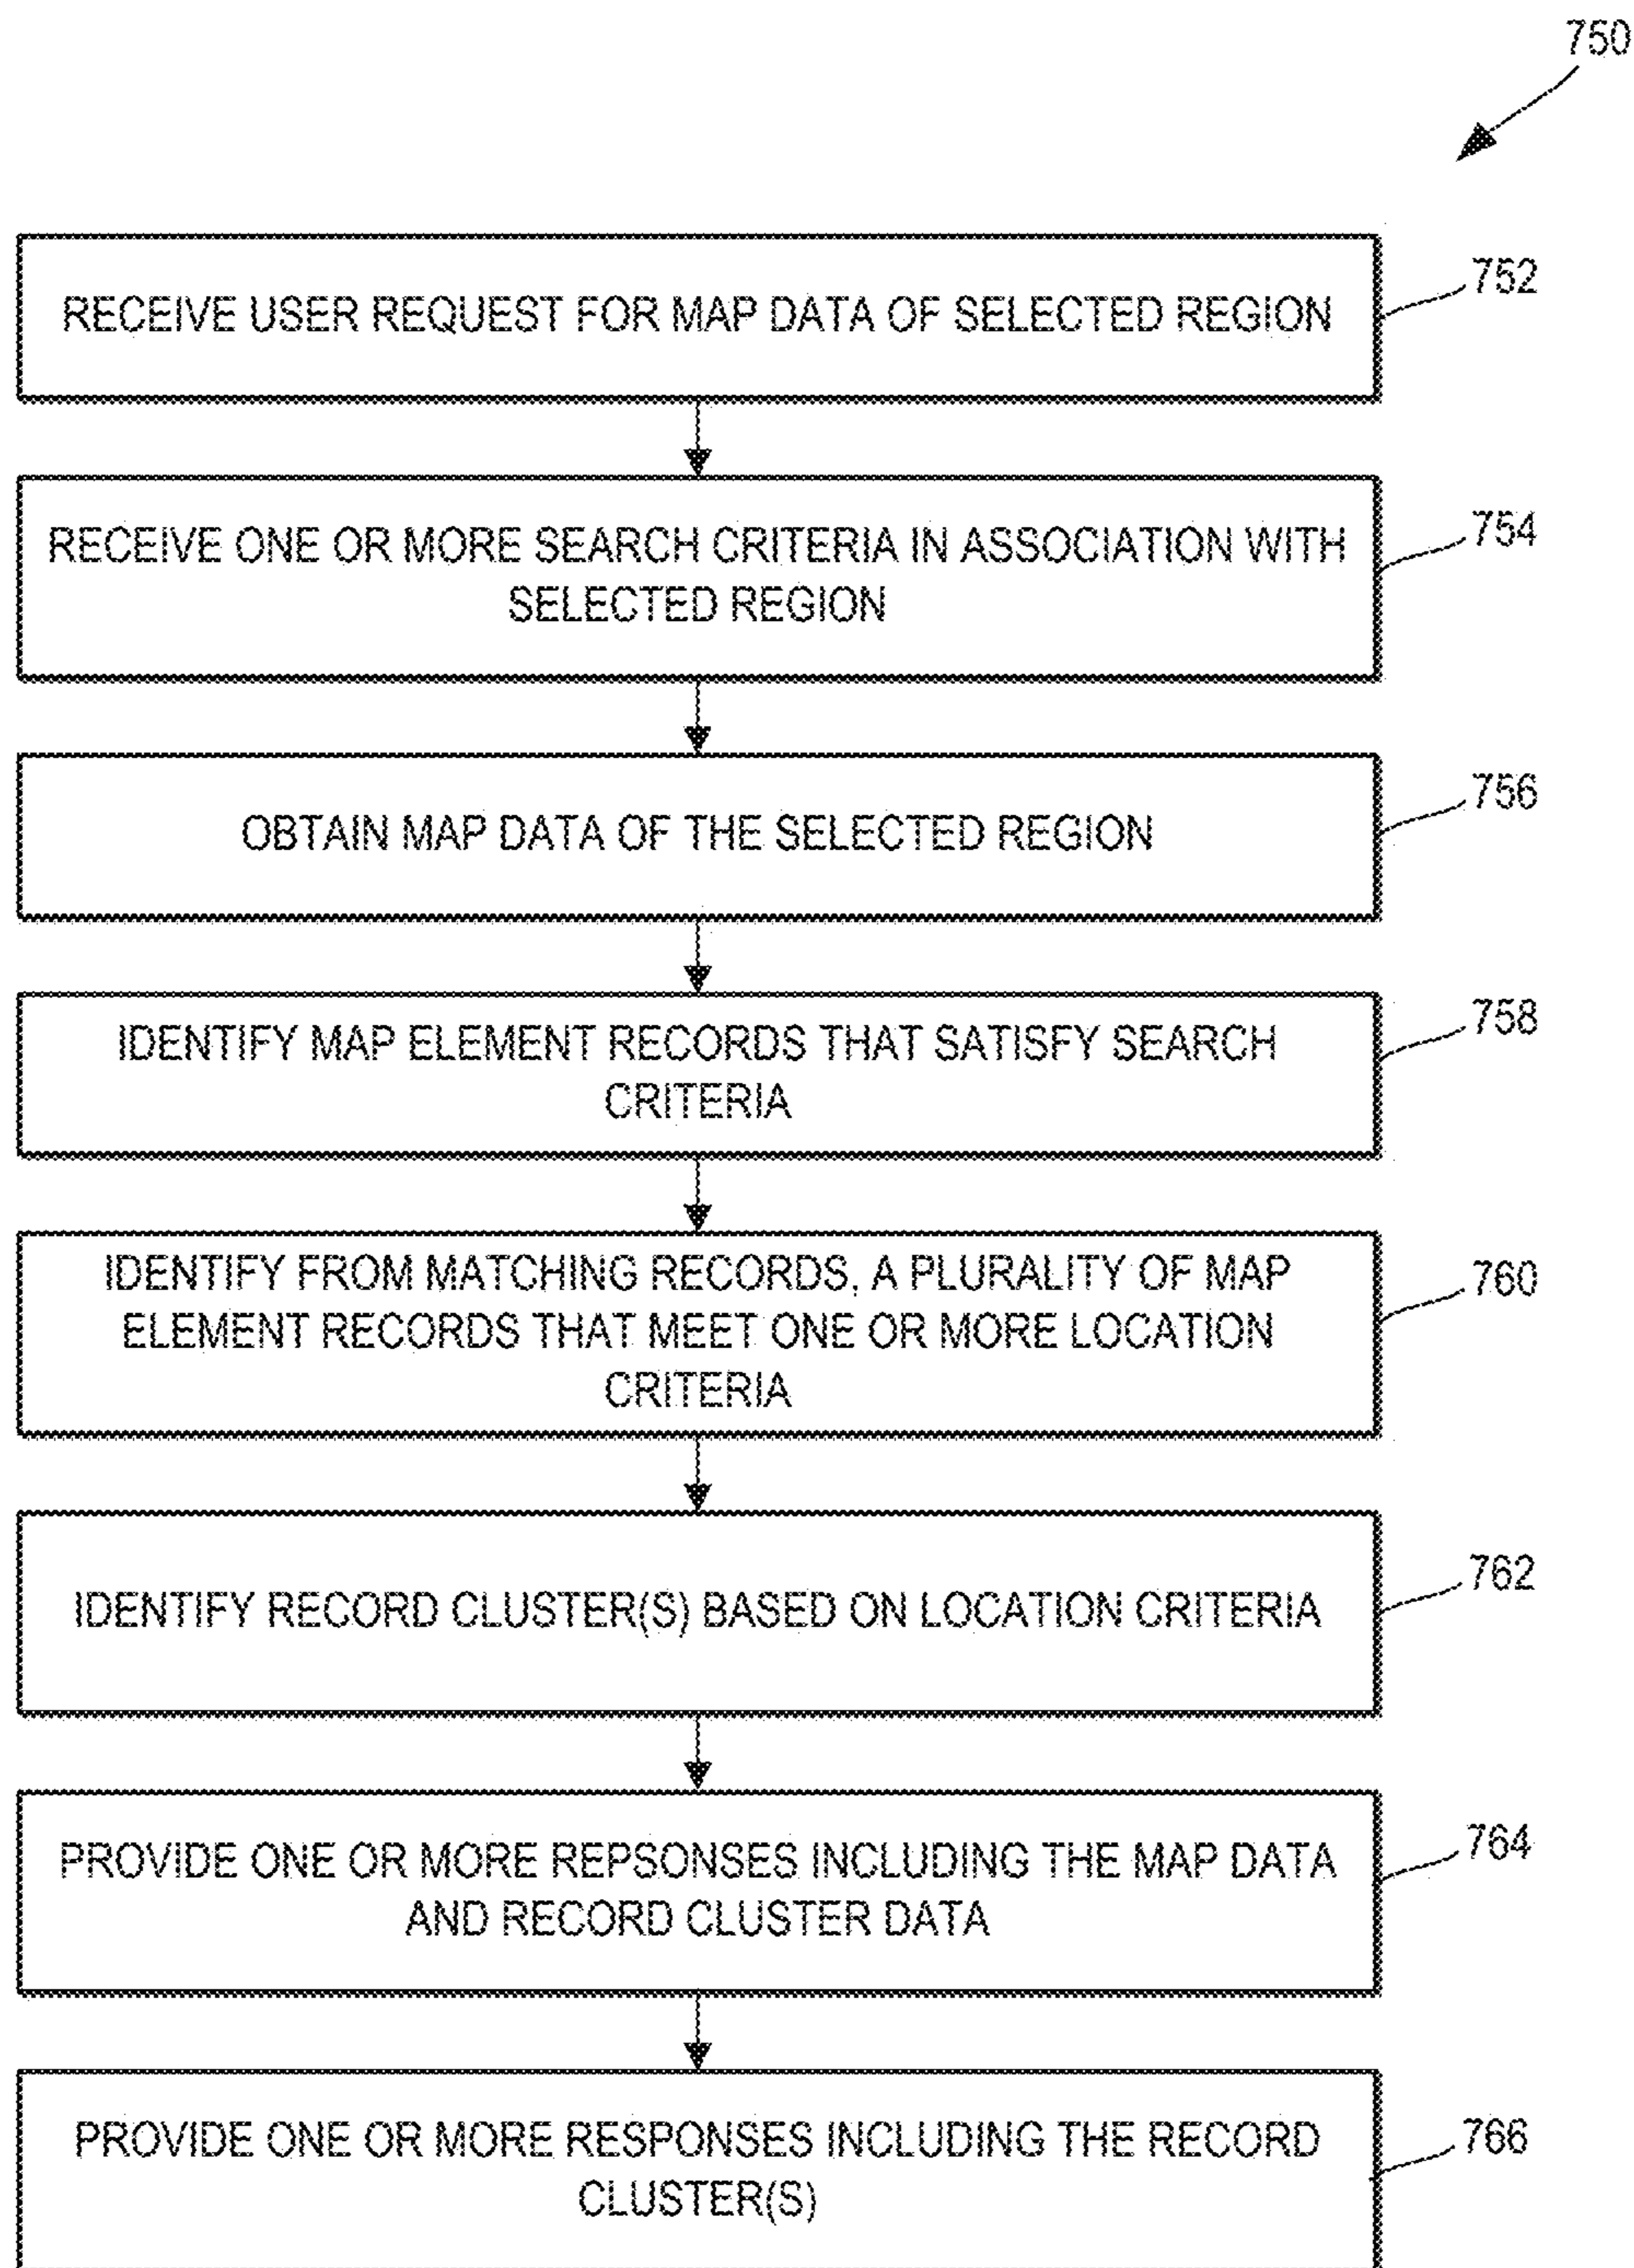 750
RECEIVE USER REQUEST FOR MAP DATA OF SELECTED REGION
752
RECEIVE ONE OR MORE SEARCH CRITERIA IN ASSOCIATION WITH
SELECTED REGION
754
OBTAIN MAP DATA OF THE SELECTED REGION
756
IDENTIFY MAP ELEMENT RECORDS THAT SATISFY SEARCH
CRITERIA
758
IDENTIFY FROM MATCHING RECORDS, A PLURALITY OF MAP
ELEMENT RECORDS THAT MEET ONE OR MORE LOCATION
CRITERIA
760
IDENTIFY RECORD CLUSTER(S) BASED ON LOCATION CRITERIA
762
PROVIDE ONE OR MORE REPSONSES INCLUDING THE MAP DATA
AND RECORD CLUSTER DATA
764
PROVIDE ONE OR MORE RESPONSES INCLUDING THE RECORD
CLUSTER(S)
766